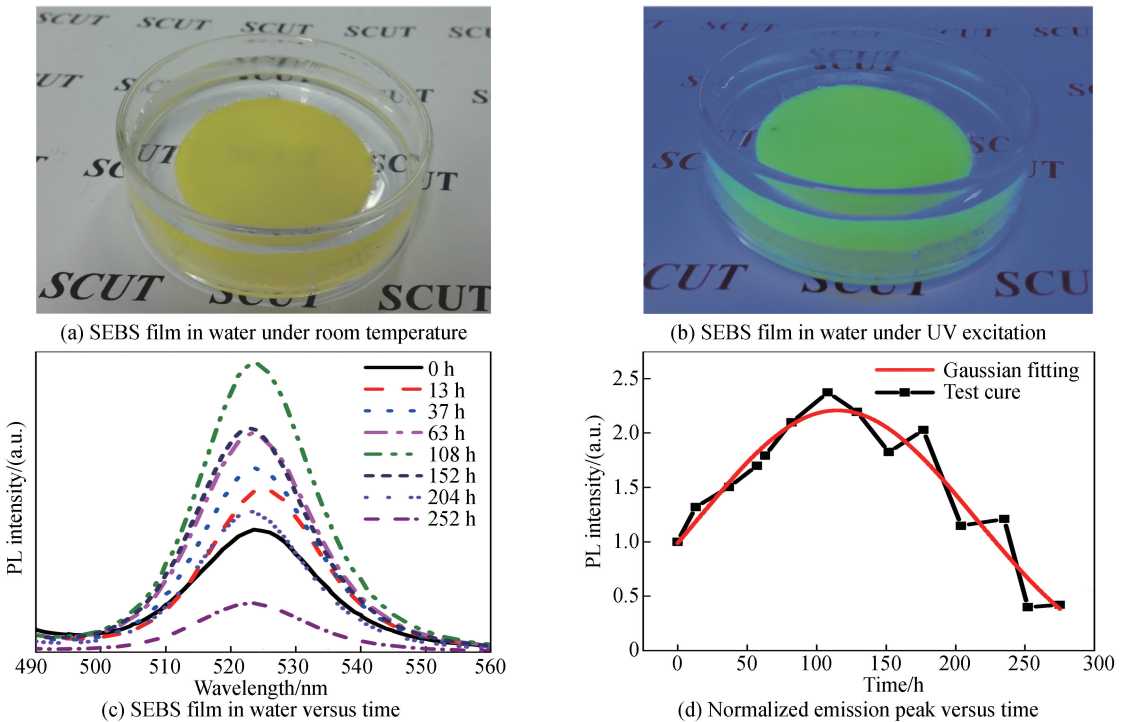 SCUT SCUT SCUT SCUT
SCUT SCUT SCUT
SCUT UT UT
SCUT SCUT SCUT
(a) SEBS film in water under room temperature
(b) SEBS film in water under UV excitation
PL intensity/(a.u.)
0 h
13 h
37 h
63 h
108 h
152 h
204 h
252 h
490 500 510 520 530 540 550 560
Wavelength/nm
(c) SEBS film in water versus time
PL intensity/(a.u.)
2.5
2.0
1.5
1.0
0.5
0
Gaussian fitting
Test cure
0 50 100 150 200 250 300
Time/h
(d) Normalized emission peak versus time